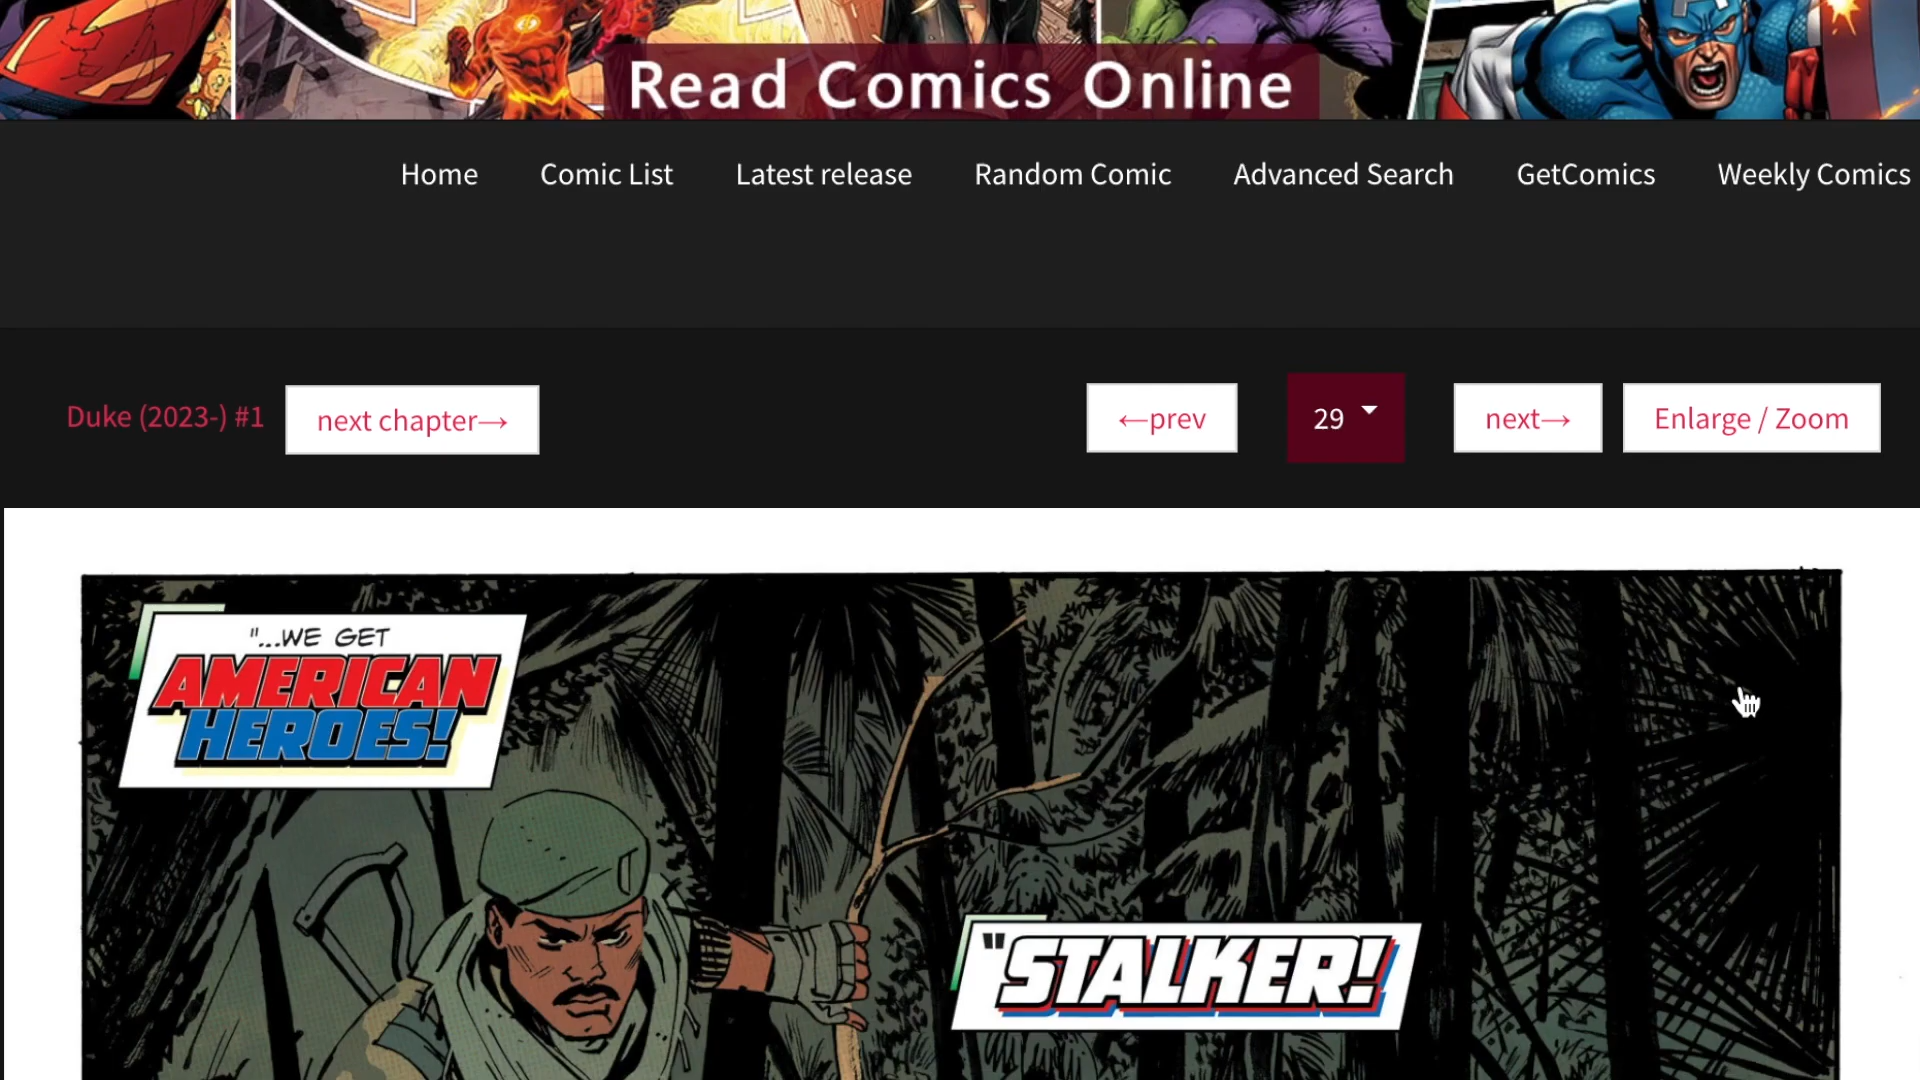 Read Comics Online
Home Comic List Latest release Random Comic Advanced Search GetComics Weekly Comics
Duke (2023-) #1 next chapter→ ←prev 29 next→ Enlarge / Zoom
"...WE GET
AMERICAN
HEROES!
"STALKER!